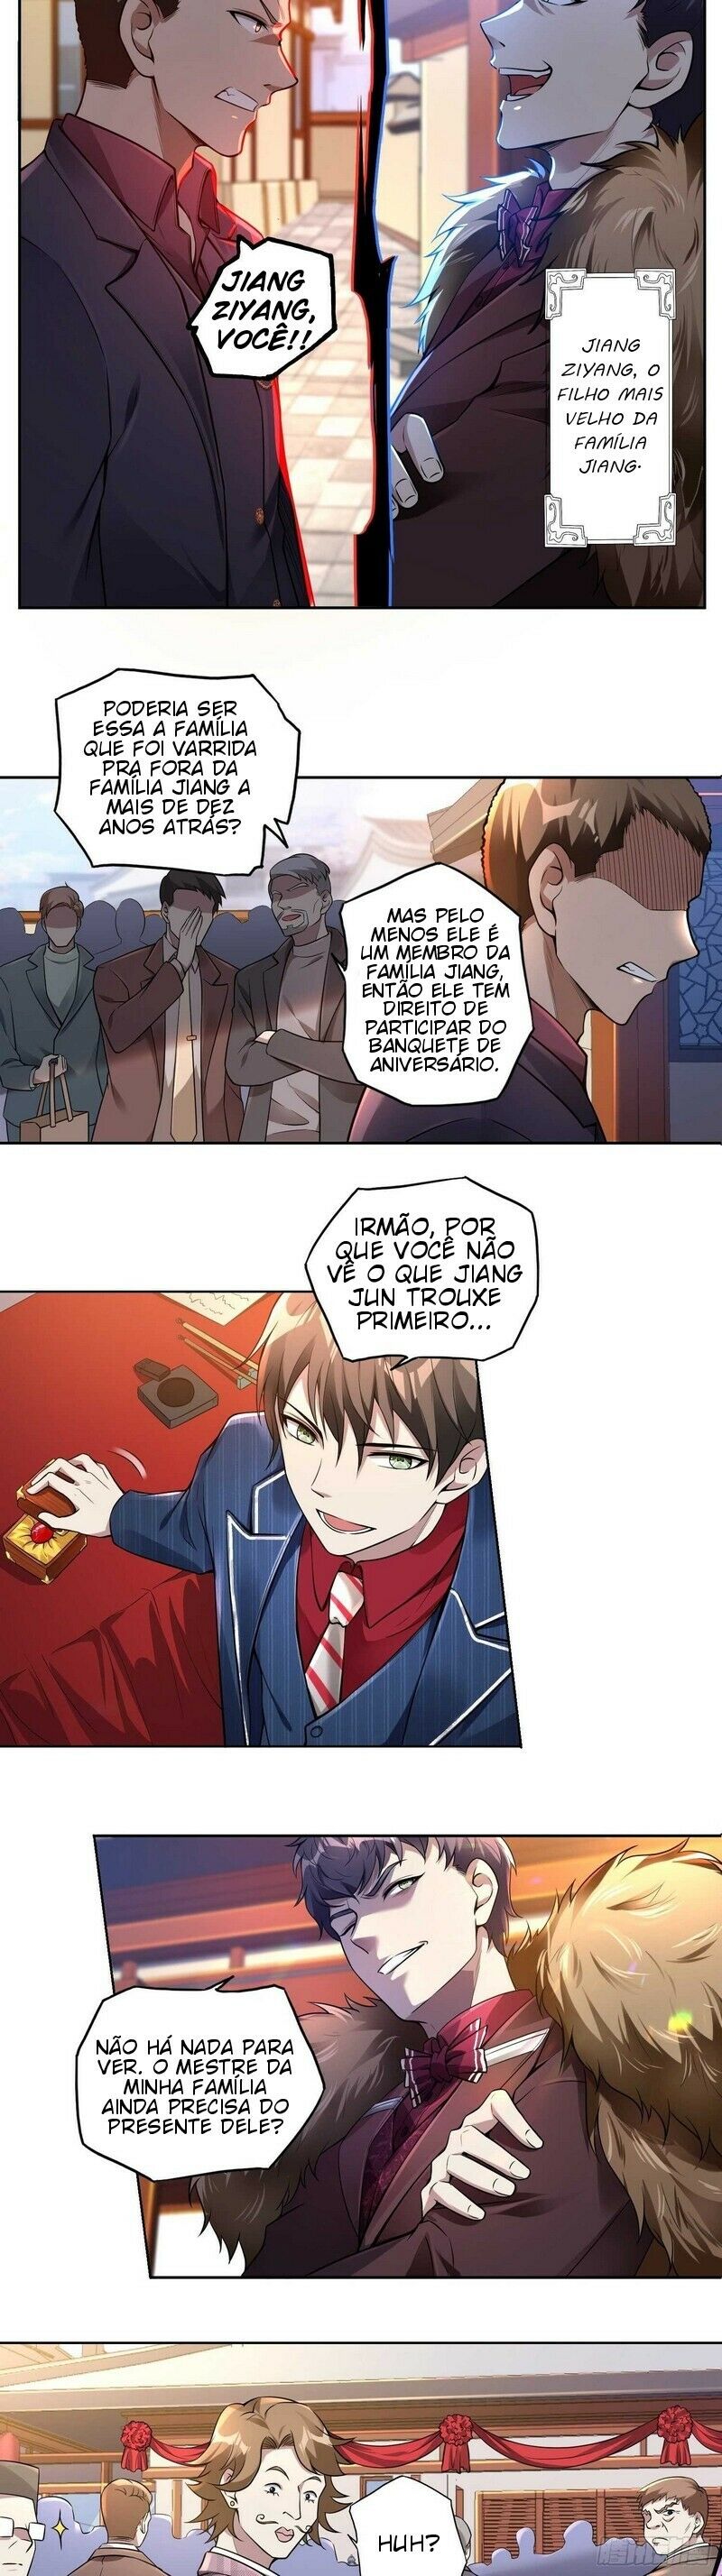 JIANG
ZIYANG,
VOCÊ!!
JIANG
ZIYANG, O
FILHO MAIS
VELHO DA
FAMÍLIA
JIANG.
PODERIA SER
ESSA A FAMÍLIA
QUE FOI VARRIDA
PRA FORA DA
FAMÍLIA JIANG A
MAIS DE DEZ
ANOS ATRÁS?
MAS PELO
MENOS ELE É
UM MEMBRO DA
FAMÍLIA JIANG,
ENTÃO ELE TEM
DIREITO DE
PARTICIPAR DO
BANQUETE DE
ANIVERSÁRIO.
IRMÃO, POR
QUE VOCÊ NÃO
VÊ O QUE JIANG
JUN TROUXE
PRIMEIRO...
NÃO HÁ NADA PARA
VER. O MESTRE DA
MINHA FAMÍLIA
AINDA PRECISA DO
PRESENTE DELE?
HUH?